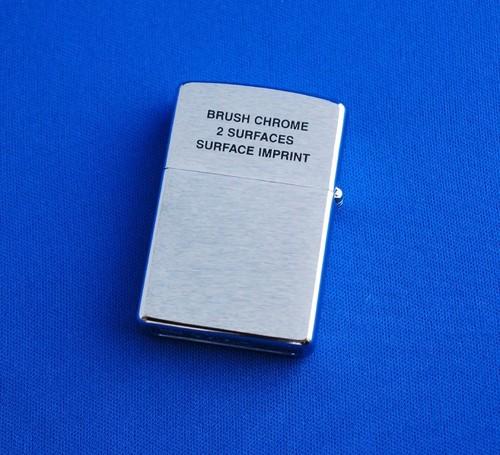 BRUSH CHROME
2 SURFACES
SURFACE IMPRINT